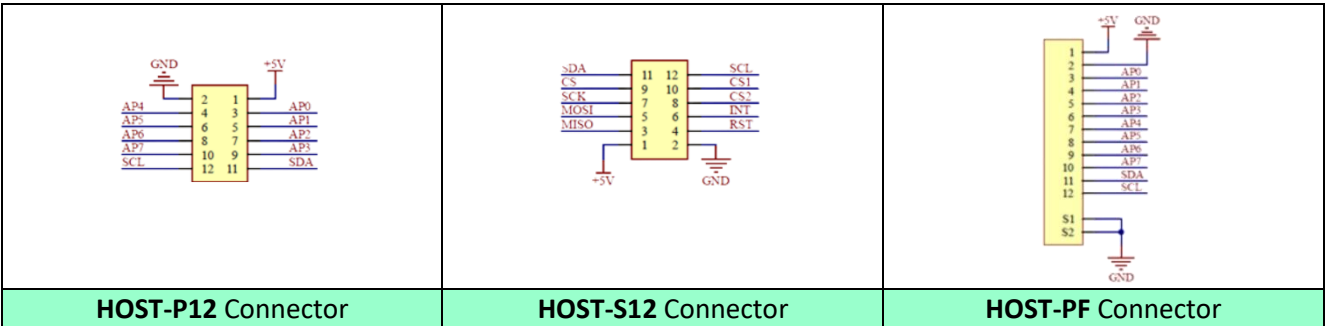 GND +5V
2 1
AP4 4 3 AP0
AP5 6 5 AP1
AP6 8 7 AP2
AP7 10 9 AP3
SCL 12 11 SDA
HOST-P12 Connector
SDA 11 12 SCL
CS 9 10 CS1
SCK 7 8 CS2
MOSI 5 6 INT
MISO 3 4 RST
1 2
+5V GND
HOST-S12 Connector
+5V GND
1
2
3 AP0
4 AP1
5 AP2
6 AP3
7 AP4
8 AP5
9 AP6
10 AP7
11 SDA
12 SCL
S1
S2
GND
HOST-PF Connector